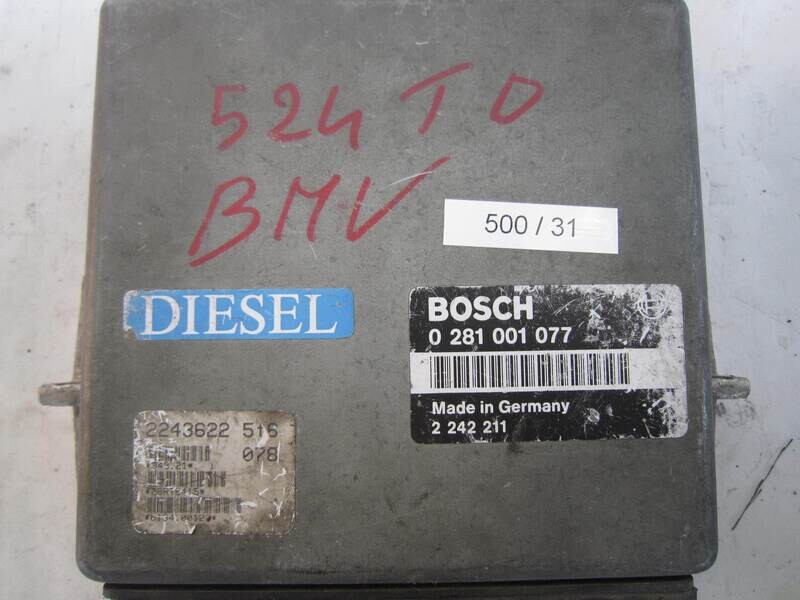 524 TD
BMV
500 / 31
DIESEL
BOSCH
0 281 001 077
Made in Germany
2 242 211
2243622 516
078